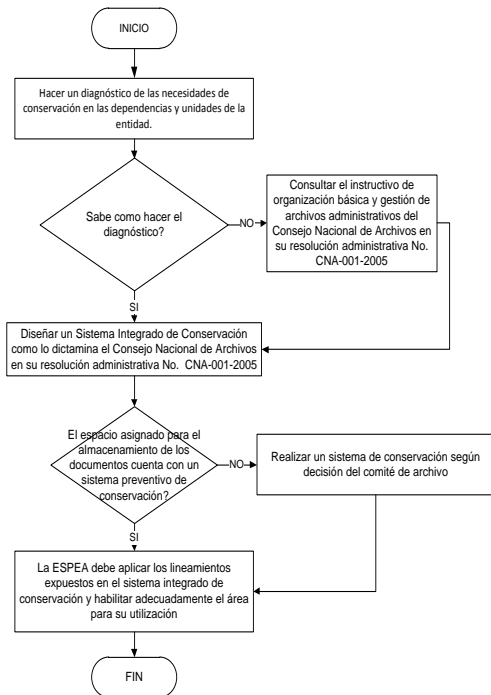 INICIO
Hacer un diagnóstico de las necesidades de
conservación en las dependencias y unidades de la
entidad.
Sabe como hacer el
diagnóstico?
NO
Consultar el instructivo de
organización básica y gestión de
archivos administrativos del
Consejo Nacional de Archivos en
su resolución administrativa No.
CNA-001-2005
SI
Diseñar un Sistema Integrado de Conservación
como lo dictamina el Consejo Nacional de Archivos
en su resolución administrativa No. CNA-001-2005
El espacio asignado para el
almacenamiento de los
documentos cuenta con un
sistema preventivo de
conservación?
NO
Realizar un sistema de conservación según
decisión del comité de archivo
SI
La ESPEA debe aplicar los lineamientos
expuestos en el sistema integrado de
conservación y habilitar adecuadamente el área
para su utilización
FIN